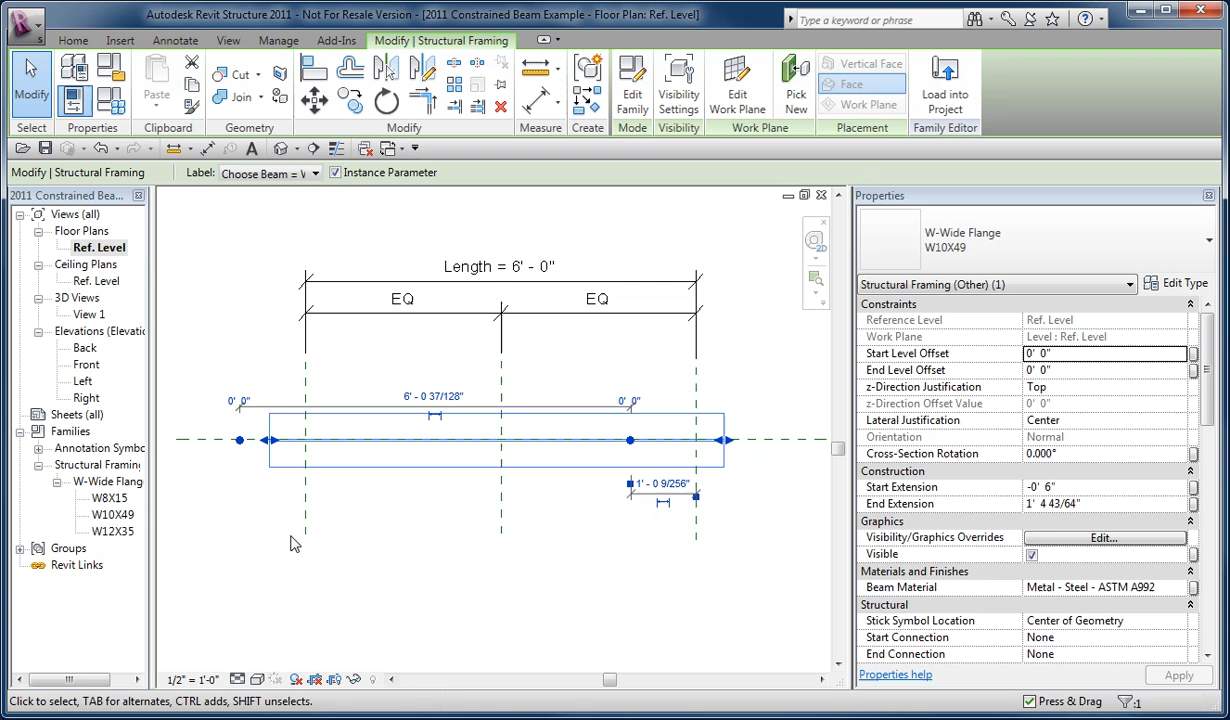 Autodesk Revit Structure 2011 - Not For Resale Version - [2011 Constrained Beam Example - Floor Plan: Ref. Level]
Type a keyword or phrase
Home Insert Annotate View Manage Add-Ins Modify | Structural Framing
Modify
Paste
Cut
Join
Edit Family
Visibility Settings
Edit Work Plane
Pick New
Vertical Face
Face
Work Plane
Load into Project
Select Properties Clipboard Geometry Modify Measure Create Mode Visibility Work Plane Placement Family Editor
Modify | Structural Framing Label: Choose Beam = Instance Parameter
2011 Constrained Bea...
Views (all)
Floor Plans
Ref. Level
Ceiling Plans
Ref. Level
3D Views
View 1
Elevations (Elevati
Back
Front
Left
Right
Sheets (all)
Families
Annotation Symbo
Structural Framing
W-Wide Flang
W8X15
W10X49
W12X35
Groups
Revit Links
2D
Length = 6' - 0"
EQ EQ
0' 0" 6' - 0 37/128" 0' 0"
1' - 0 9/256"
1/2" = 1'-0"
Properties
W-Wide Flange
W10X49
Structural Framing (Other) (1) Edit Type
Constraints
Reference Level Ref. Level
Work Plane Level : Ref. Level
Start Level Offset 0' 0"
End Level Offset 0' 0"
z-Direction Justification Top
z-Direction Offset Value 0' 0"
Lateral Justification Center
Orientation Normal
Cross-Section Rotation 0.000°
Construction
Start Extension -0' 6"
End Extension 1' 4 43/64"
Graphics
Visibility/Graphics Overrides Edit...
Visible
Materials and Finishes
Beam Material Metal - Steel - ASTM A992
Structural
Stick Symbol Location Center of Geometry
Start Connection None
End Connection None
Properties help Apply
Click to select, TAB for alternates, CTRL adds, SHIFT unselects. Press & Drag :1